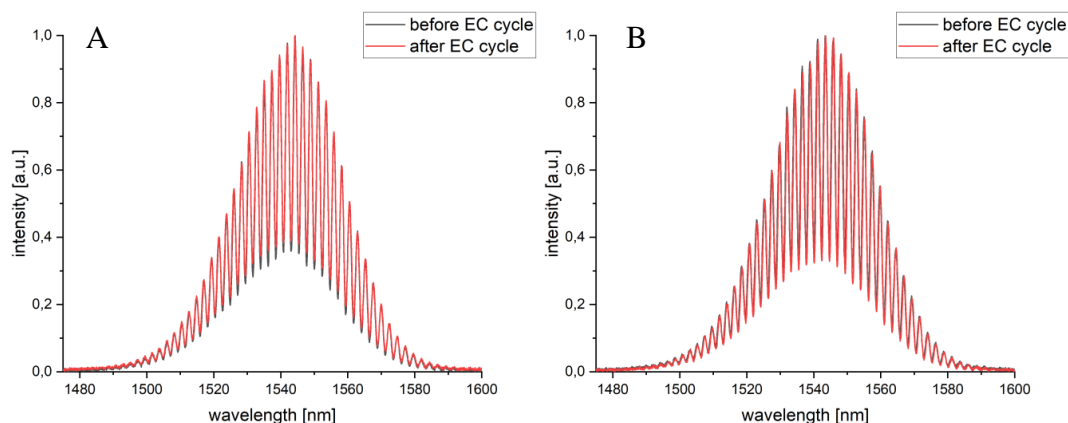 A
before EC cycle
after EC cycle
1,0
0,8
0,6
0,4
0,2
0,0
intensity [a.u.]
1480 1500 1520 1540 1560 1580 1600
wavelength [nm]
B
before EC cycle
after EC cycle
1,0
0,8
0,6
0,4
0,2
0,0
intensity [a.u.]
1480 1500 1520 1540 1560 1580 1600
wavelength [nm]